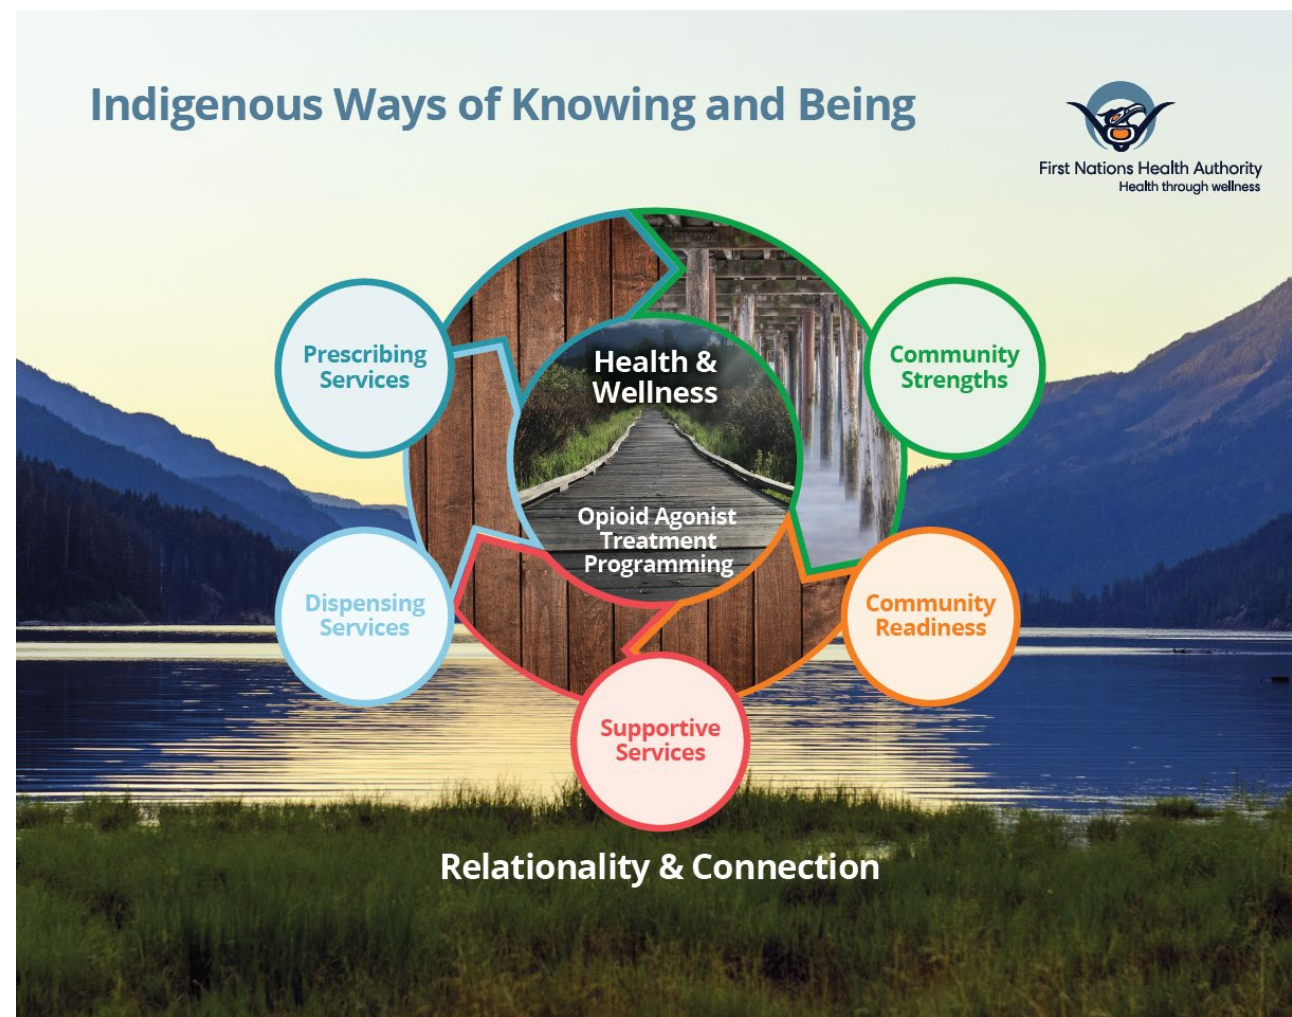 Indigenous Ways of Knowing and Being
First Nations Health Authority
Health through wellness
Prescribing
Services
Health &
Wellness
Community
Strengths
Opioid Agonist
Treatment
Programming
Dispensing
Services
Community
Readiness
Supportive
Services
Relationality & Connection